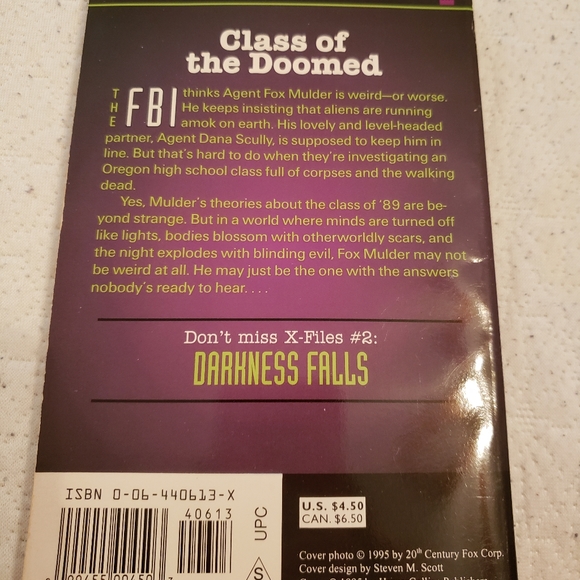 Class of
the Doomed
THE FBI thinks Agent Fox Mulder is weird—or worse.
He keeps insisting that aliens are running
amok on earth. His lovely and level-headed
partner, Agent Dana Scully, is supposed to keep him in
line. But that's hard to do when they're investigating an
Oregon high school class full of corpses and the walking
dead.
Yes, Mulder's theories about the class of '89 are be-
yond strange. But in a world where minds are turned off
like lights, bodies blossom with otherworldly scars, and
the night explodes with blinding evil, Fox Mulder may not
be weird at all. He may just be the one with the answers
nobody's ready to hear. . . .
Don't miss X-Files #2:
DARKNESS FALLS
ISBN 0-06-440613-X
40613
UPC
S
U.S. $4.50
CAN. $6.50
Cover photo © 1995 by 20th Century Fox Corp.
Cover design by Steven M. Scott